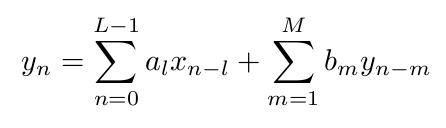 $y_n = \sum_{n=0}^{L-1} a_l x_{n-l} + \sum_{m=1}^{M} b_m y_{n-m}$